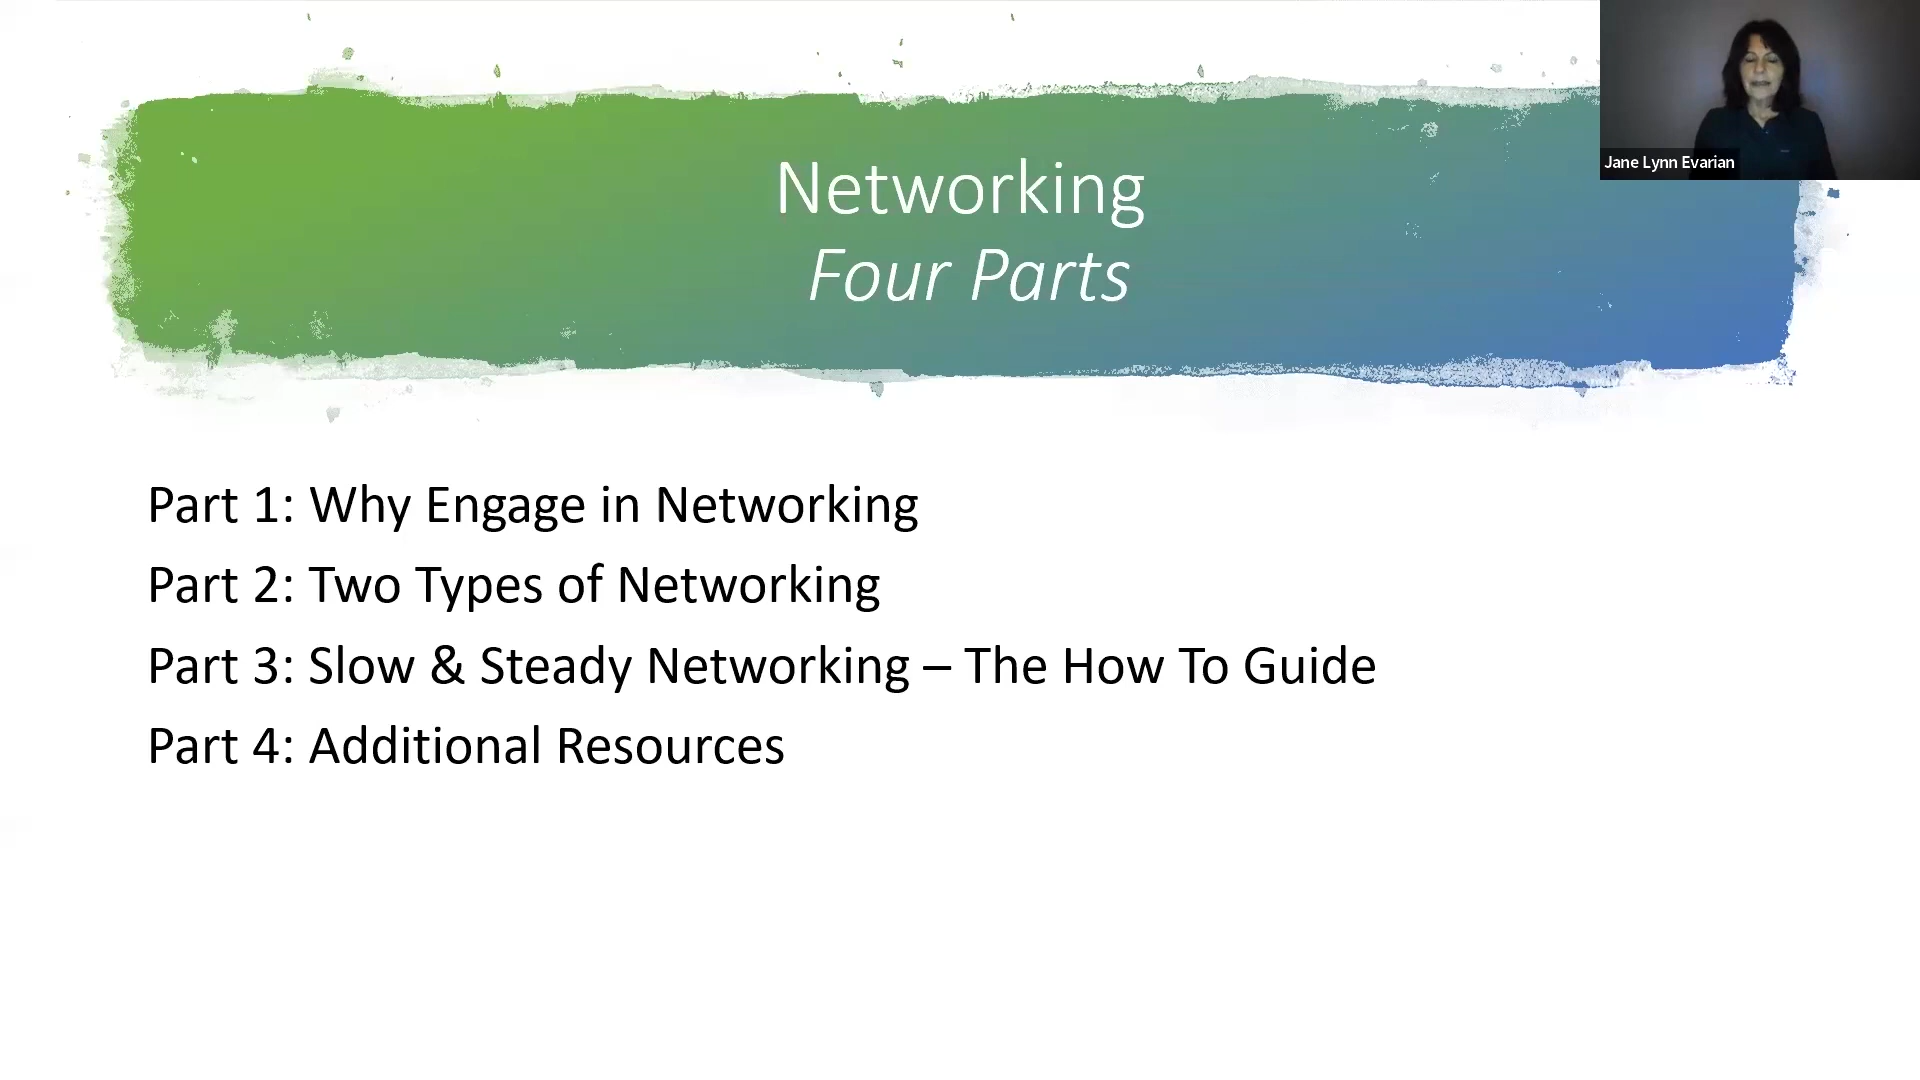 Networking
Four Parts
Jane Lynn Evarian
Part 1: Why Engage in Networking
Part 2: Two Types of Networking
Part 3: Slow & Steady Networking – The How To Guide
Part 4: Additional Resources